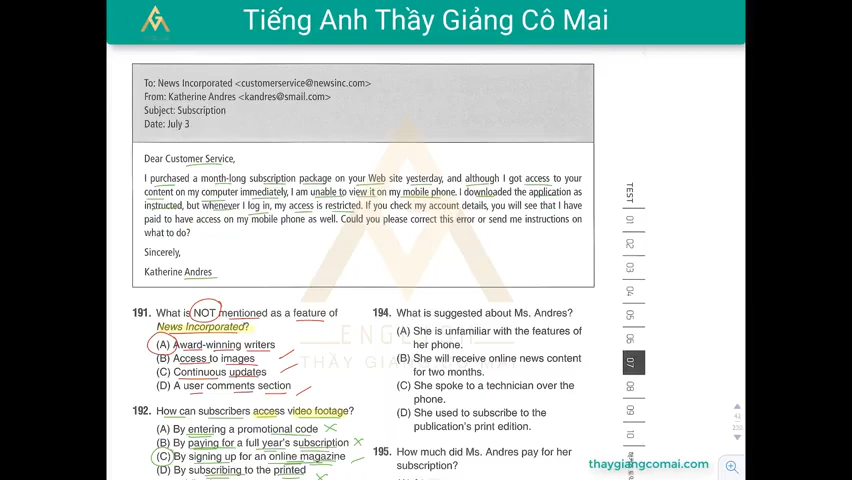 Tiếng Anh Thầy Giảng Cô Mai
To: News Incorporated <customerservice@newsinc.com>
From: Katherine Andres <kandres@smail.com>
Subject: Subscription
Date: July 3
Dear Customer Service,
I purchased a month-long subscription package on your Web site yesterday, and although I got access to your
content on my computer immediately, I am unable to view it on my mobile phone. I downloaded the application as
instructed, but whenever I log in, my access is restricted. If you check my account details, you will see that I have
paid to have access on my mobile phone as well. Could you please correct this error or send me instructions on
what to do?
Sincerely,
Katherine Andres
191. What is NOT mentioned as a feature of
News Incorporated?
(A) Award-winning writers
(B) Access to images
(C) Continuous updates
(D) A user comments section
192. How can subscribers access video footage?
(A) By entering a promotional code
(B) By paying for a full year's subscription
(C) By signing up for an online magazine
(D) By subscribing to the printed
194. What is suggested about Ms. Andres?
(A) She is unfamiliar with the features of
her phone.
(B) She will receive online news content
for two months.
(C) She spoke to a technician over the
phone.
(D) She used to subscribe to the
publication's print edition.
195. How much did Ms. Andres pay for her
subscription?
TEST
01
02
03
04
05
06
07
08
09
10
ENGLISH
THẦY GIẢNG CÔ MAI
thaygiangcomai.com